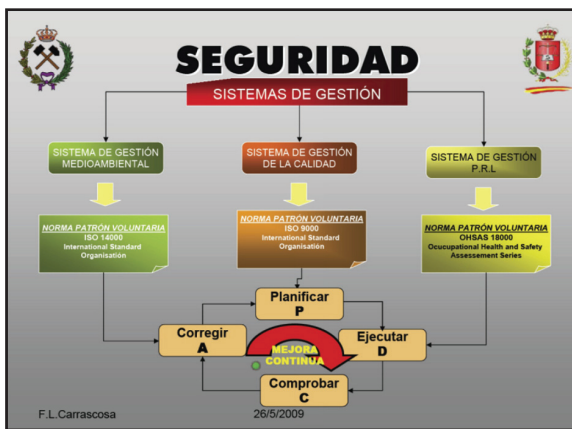 SEGURIDAD
SISTEMAS DE GESTIÓN
SISTEMA DE GESTIÓN
MEDIOAMBIENTAL
SISTEMA DE GESTIÓN
DE LA CALIDAD
SISTEMA DE GESTIÓN
P.R.L
NORMA PATRÓN VOLUNTARIA
ISO 14000
International Standard
Organisation
NORMA PATRÓN VOLUNTARIA
ISO 9000
International Standard
Organisation
NORMA PATRÓN VOLUNTARIA
OHSAS 18000
Ocucupational Health and Safety
Assessement Series
Planificar
P
Corregir
A
Ejecutar
D
MEJORA
CONTINUA
Comprobar
C
F.L.Carrascosa
26/5/2009